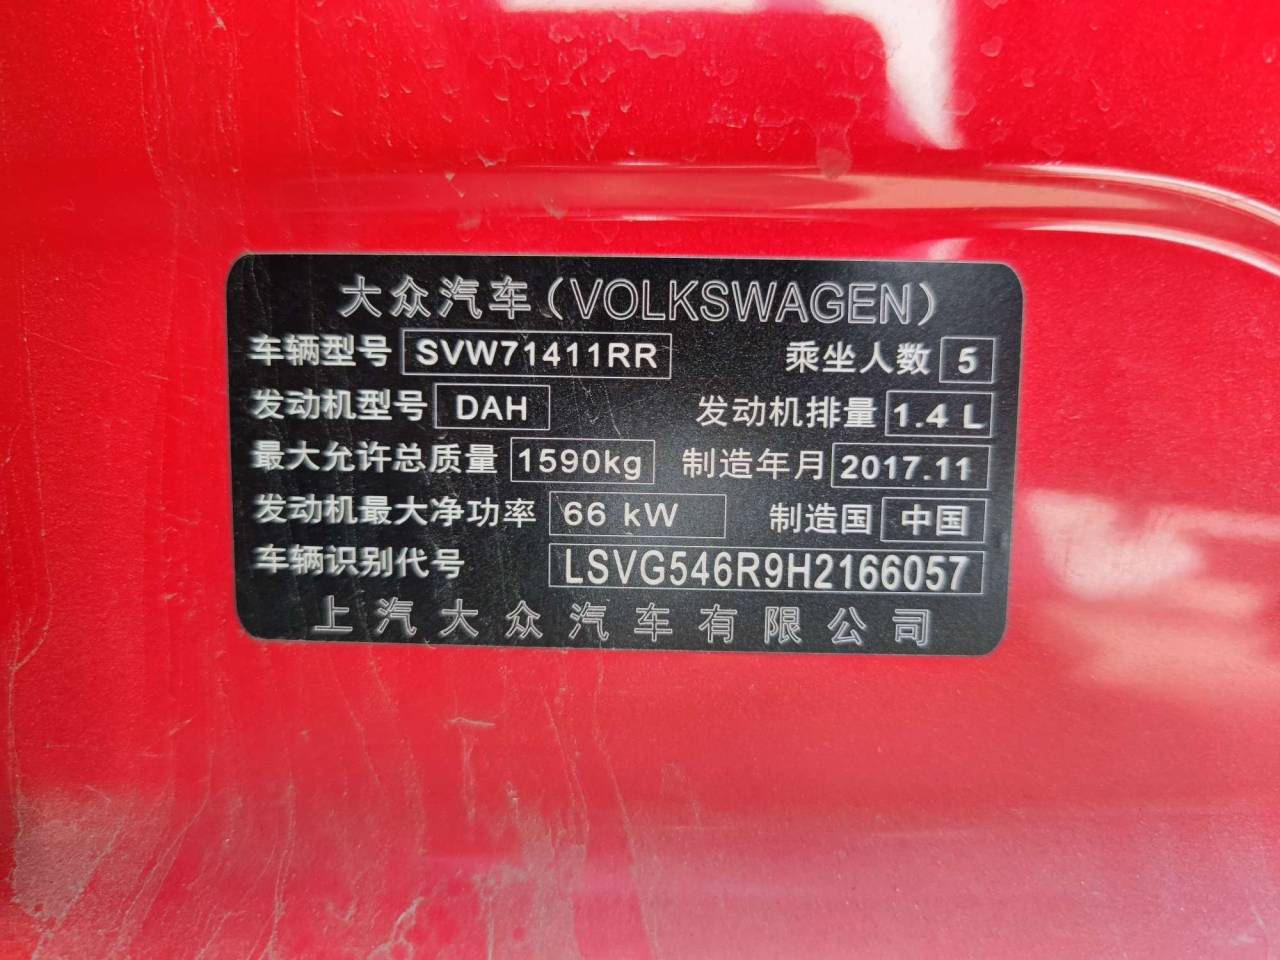 大众汽车(VOLKSWAGEN)
车辆型号 SVW71411RR 乘坐人数 5
发动机型号 DAH 发动机排量 1.4 L
最大允许总质量 1590kg 制造年月 2017.11
发动机最大净功率 66 kW 制造国 中国
车辆识别代号 LSVG546R9H2166057
上汽大众汽车有限公司